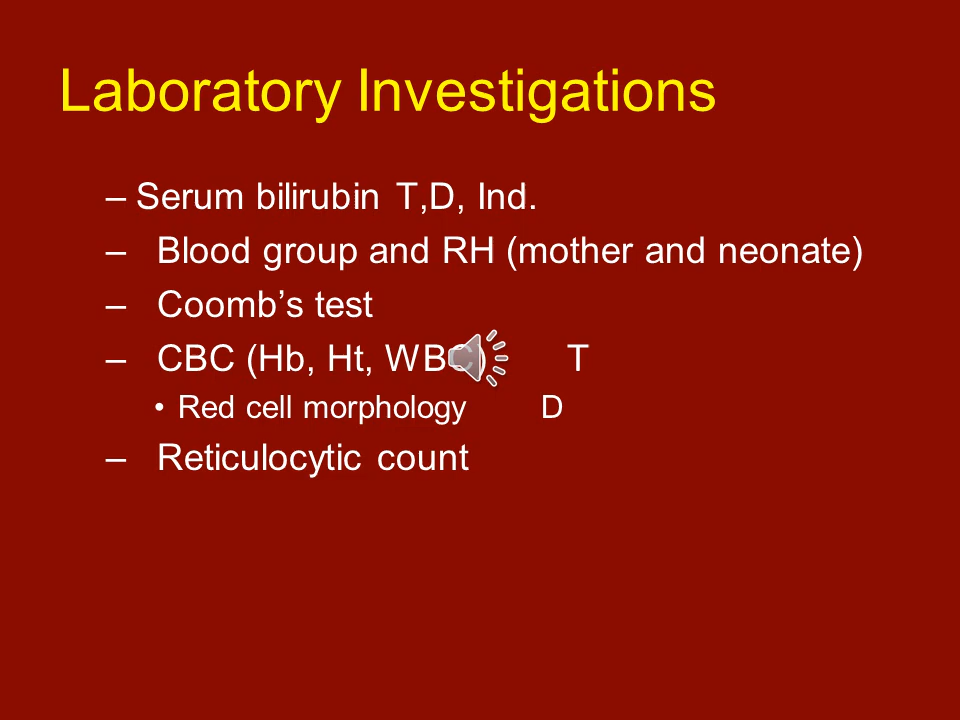 Laboratory Investigations
– Serum bilirubin T,D, Ind.
– Blood group and RH (mother and neonate)
– Coomb’s test
– CBC (Hb, Ht, WBC) T
• Red cell morphology D
– Reticulocytic count